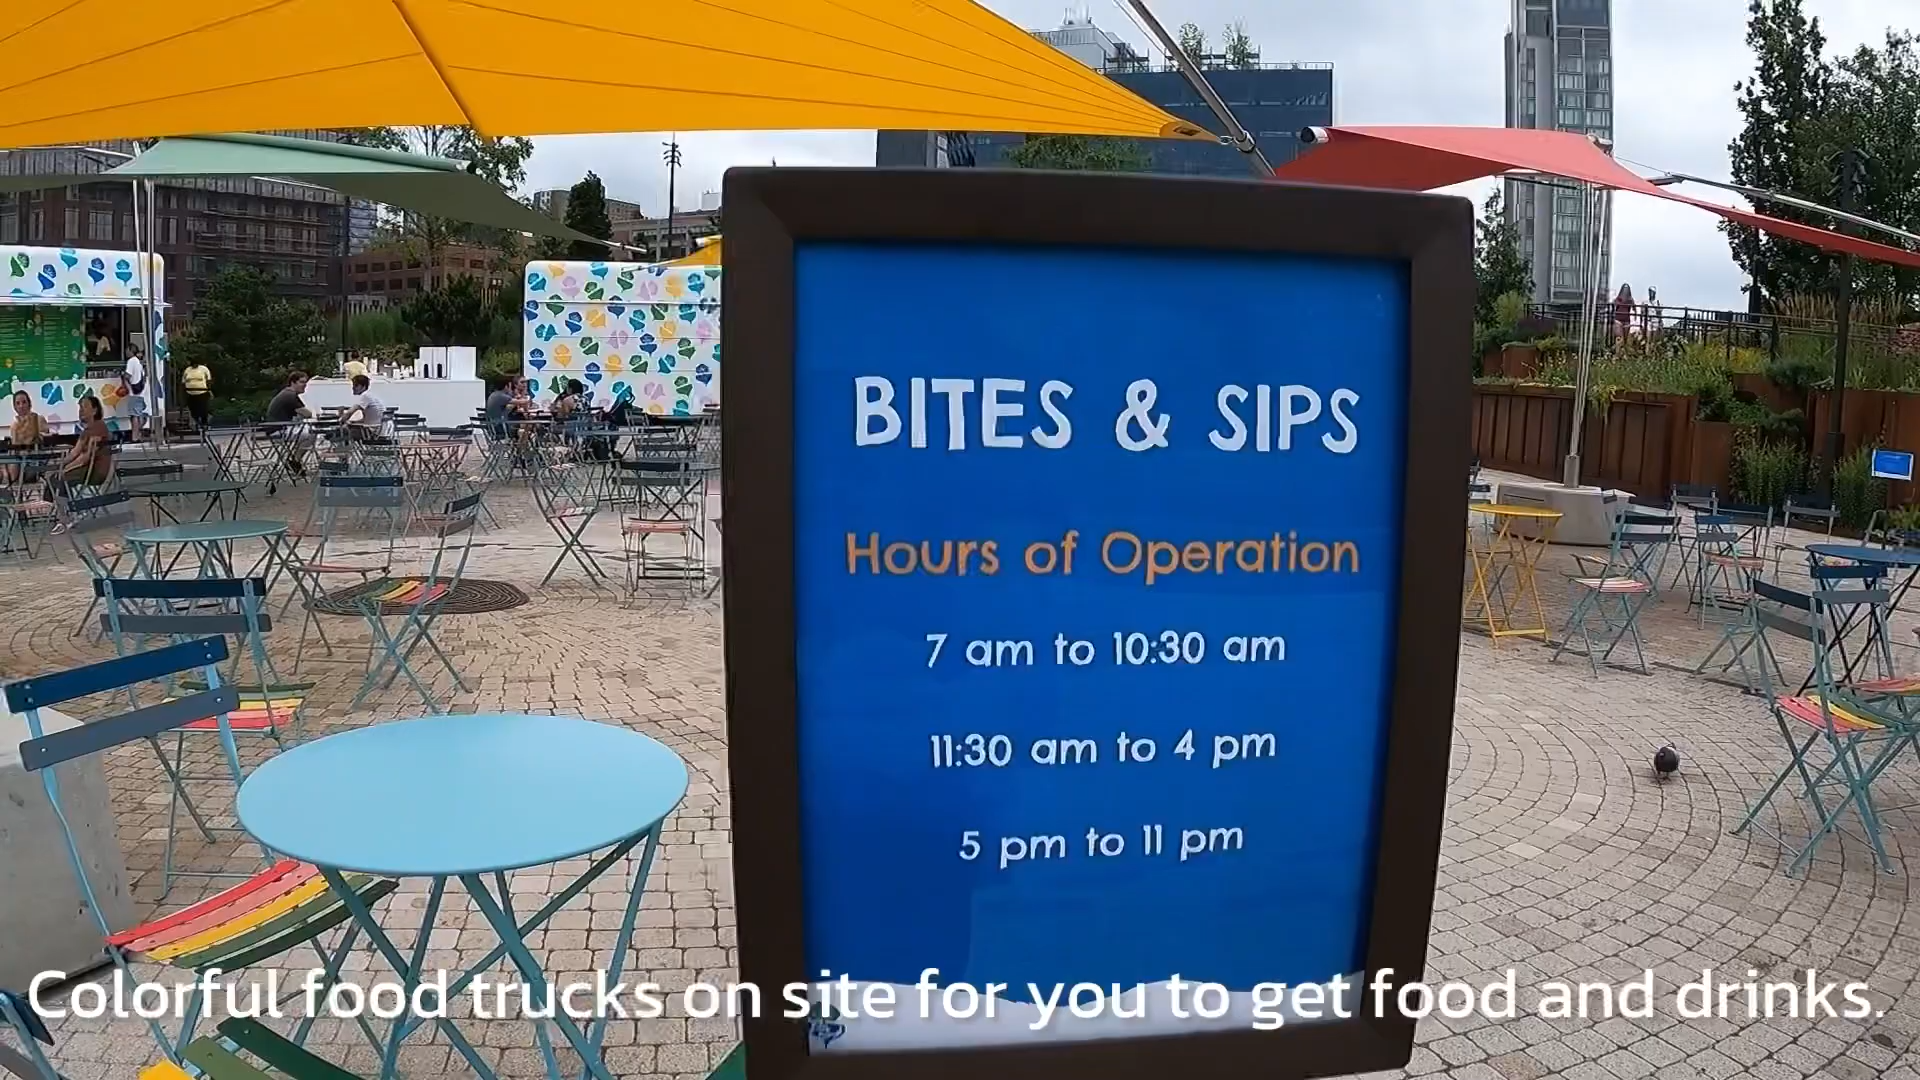 BITES & SIPS
Hours of Operation
7 am to 10:30 am
11:30 am to 4 pm
5 pm to 11 pm
Colorful food trucks on site for you to get food and drinks.